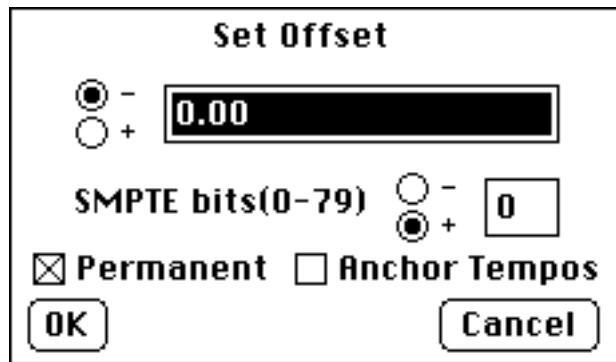 Set Offset
-
0.00
+
SMPTE bits(0-79)
-
0
+
Permanent Anchor Tempos
OK Cancel